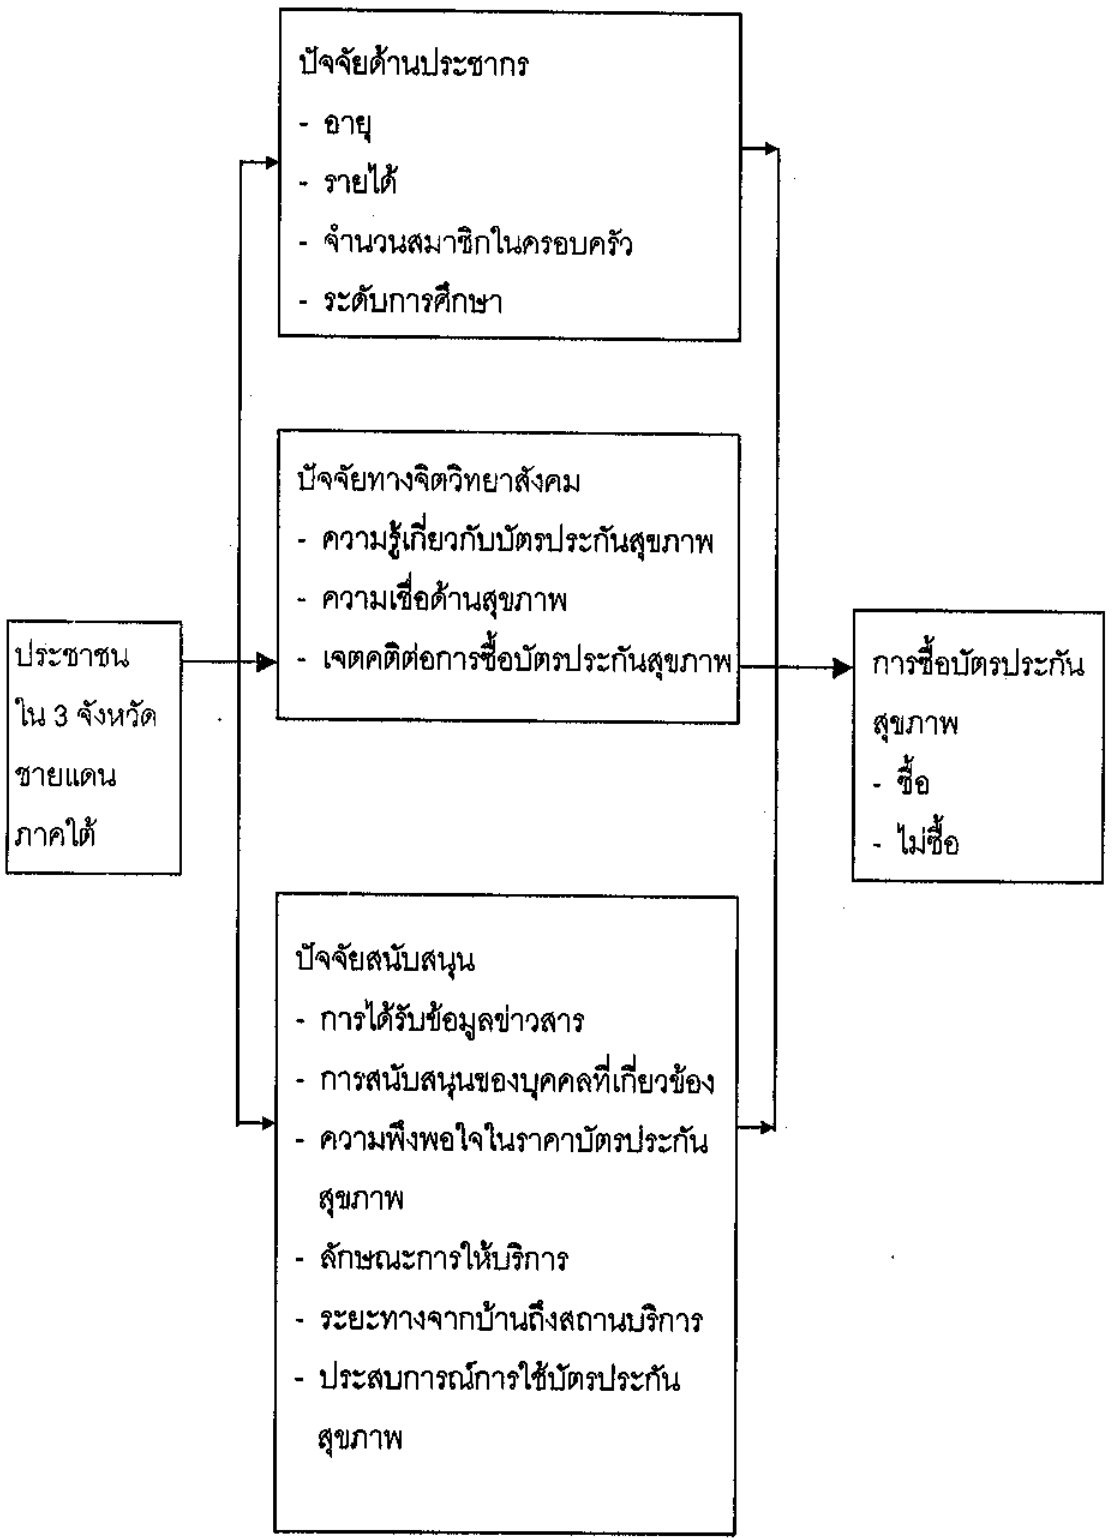 ปัจจัยด้านประชากร
- อายุ
- รายได้
- จำนวนสมาชิกในครอบครัว
- ระดับการศึกษา
ปัจจัยทางจิตวิทยาสังคม
- ความรู้เกี่ยวกับบัตรประกันสุขภาพ
- ความเชื่อด้านสุขภาพ
- เจตคติต่อการซื้อบัตรประกันสุขภาพ
ประชาชน
ใน 3 จังหวัด
ชายแดน
ภาคใต้
การซื้อบัตรประกัน
สุขภาพ
- ซื้อ
- ไม่ซื้อ
ปัจจัยสนับสนุน
- การได้รับข้อมูลข่าวสาร
- การสนับสนุนของบุคคลที่เกี่ยวข้อง
- ความพึงพอใจในราคาบัตรประกัน
สุขภาพ
- ลักษณะการให้บริการ
- ระยะทางจากบ้านถึงสถานบริการ
- ประสบการณ์การใช้บัตรประกัน
สุขภาพ